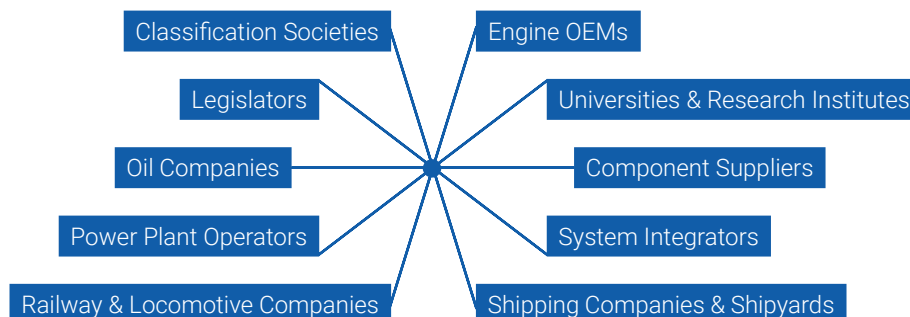 Classification Societies
Engine OEMs
Legislators
Universities & Research Institutes
Oil Companies
Component Suppliers
Power Plant Operators
System Integrators
Railway & Locomotive Companies
Shipping Companies & Shipyards